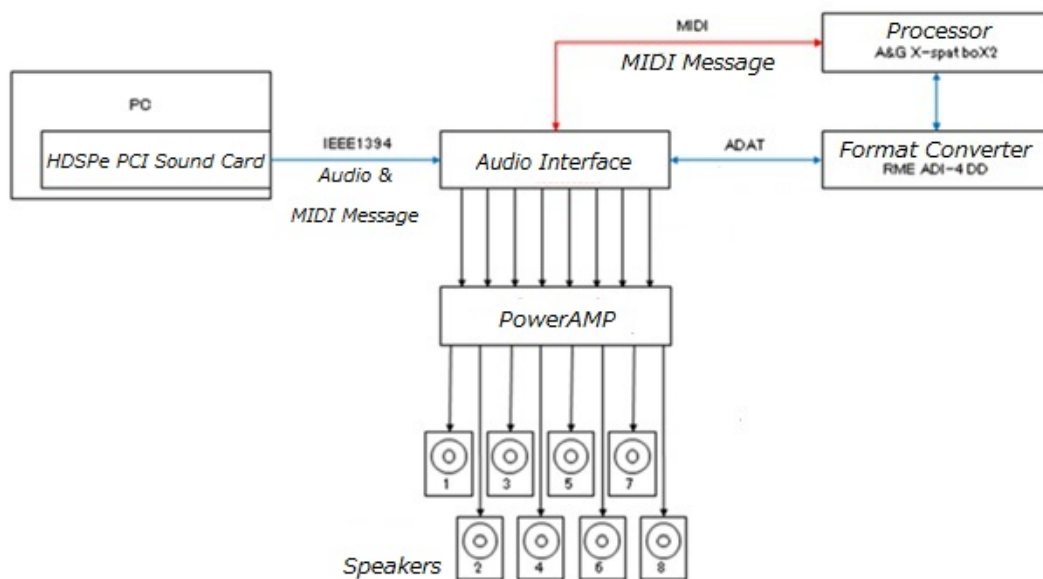 MIDI
MIDI Message
Processor
A&G X-spat boX2
PC
HDSPe PCI Sound Card
IEEE1394
Audio &
MIDI Message
Audio Interface
ADAT
Format Converter
RME ADI-4 DD
PowerAMP
1
3
5
7
2
4
6
8
Speakers